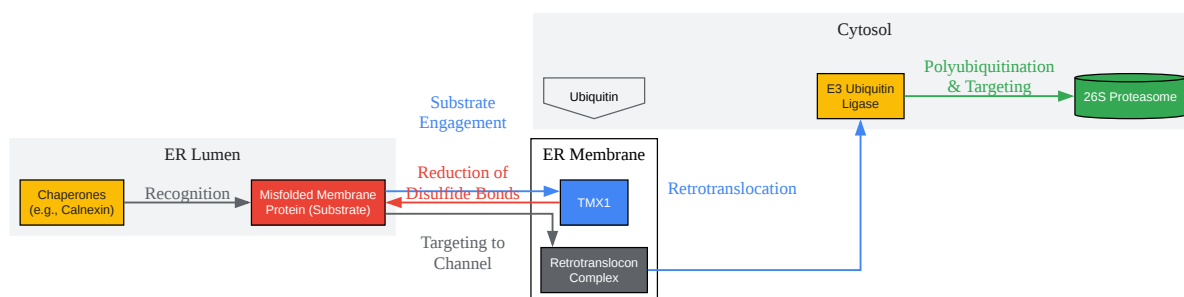 Cytosol
Polyubiquitination
& Targeting
E3 Ubiquitin
Ligase
26S Proteasome
Ubiquitin
Substrate
Engagement
ER Lumen
ER Membrane
Chaperones
(e.g., Calnexin)
Recognition
Misfolded Membrane
Protein (Substrate)
Reduction of
Disulfide Bonds
TMX1
Retrotranslocation
Targeting to
Channel
Retrotranslocon
Complex